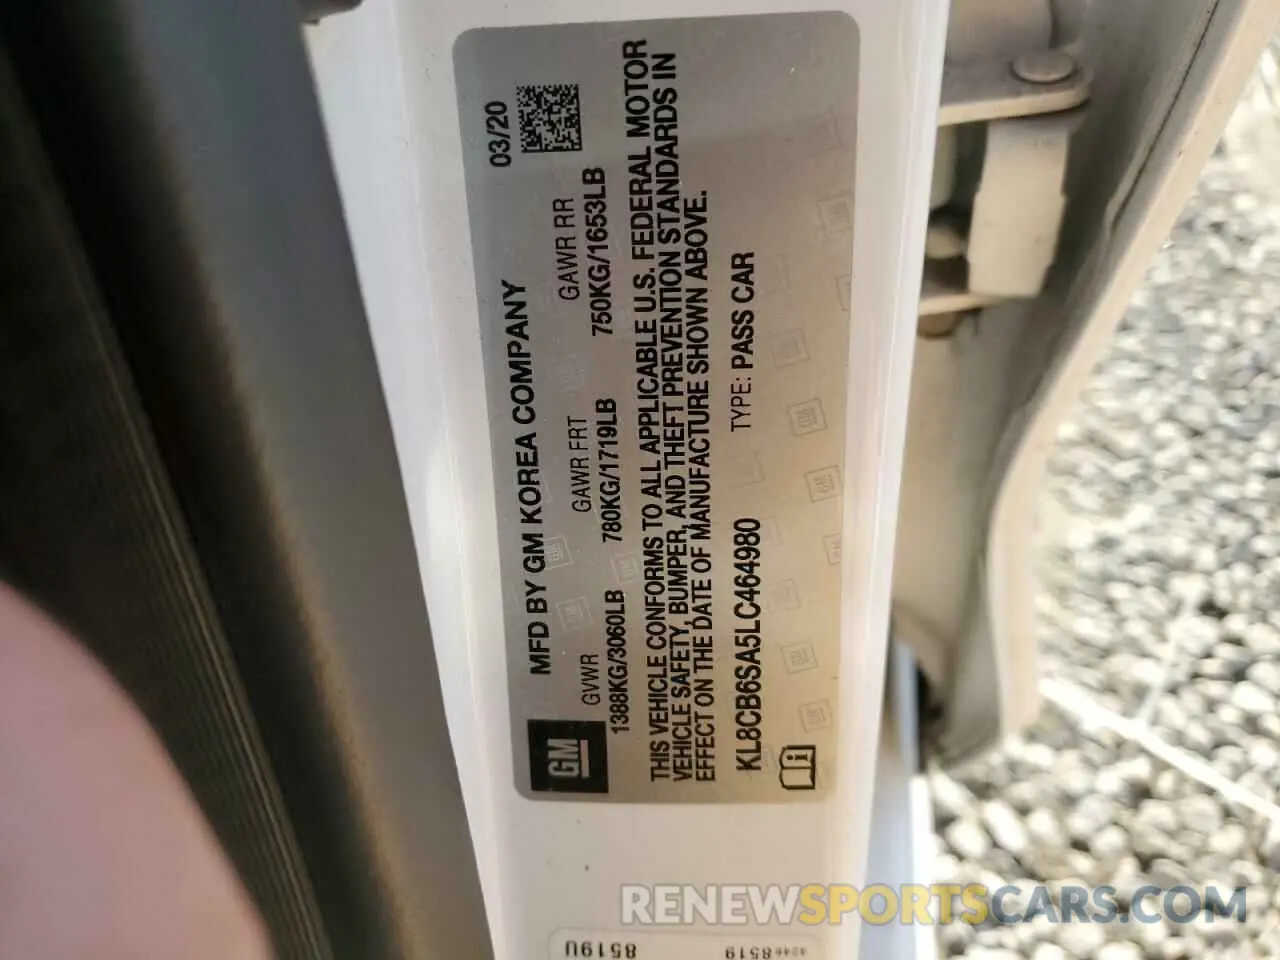 MFD BY GM KOREA COMPANY 03/20
GM
GVWR GAWR FRT GAWR RR
1388KG/3060LB 780KG/1719LB 750KG/1653LB
THIS VEHICLE CONFORMS TO ALL APPLICABLE U.S. FEDERAL MOTOR
VEHICLE SAFETY, BUMPER, AND THEFT PREVENTION STANDARDS IN
EFFECT ON THE DATE OF MANUFACTURE SHOWN ABOVE.
KL8CB6SA5LC464980 TYPE: PASS CAR
RENEWSPORTSCARS.COM
8519U
42468519